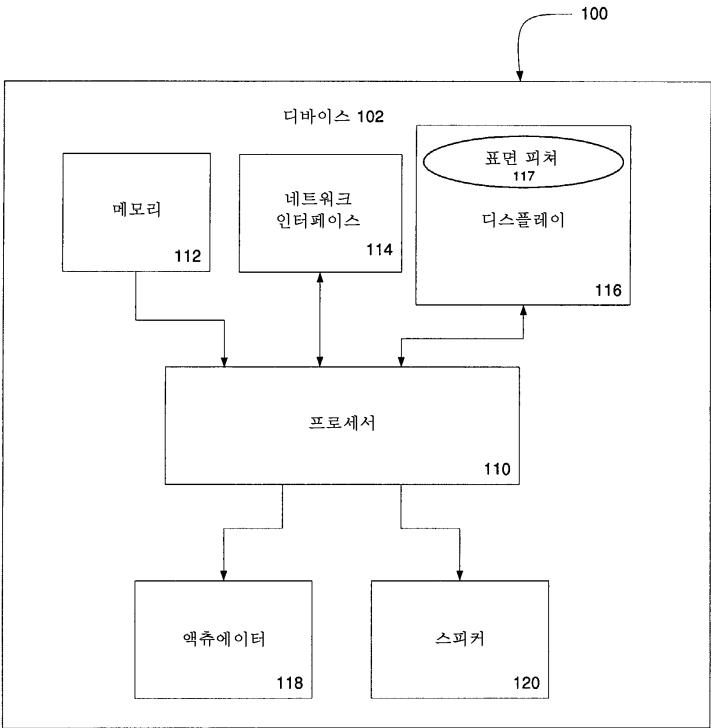 100
디바이스 102
메모리
112
네트워크
인터페이스
114
표면 피쳐
117
디스플레이
116
프로세서
110
액츄에이터
118
스피커
120